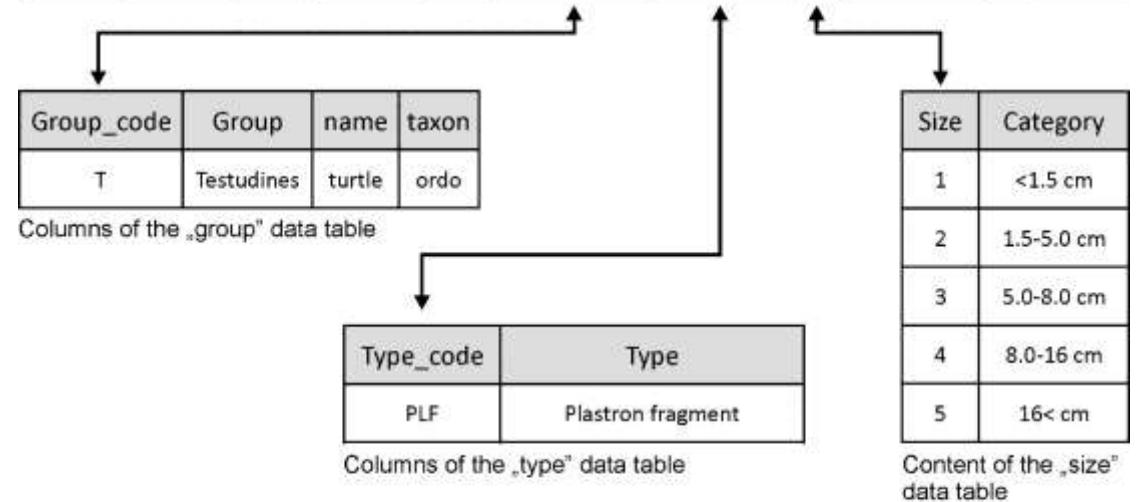 Group_code Group name taxon
T Testudines turtle ordo
Columns of the „group” data table
Type_code Type
PLF Plastron fragment
Columns of the „type” data table
Size Category
1 <1.5 cm
2 1.5-5.0 cm
3 5.0-8.0 cm
4 8.0-16 cm
5 16< cm
Content of the „size”
data table